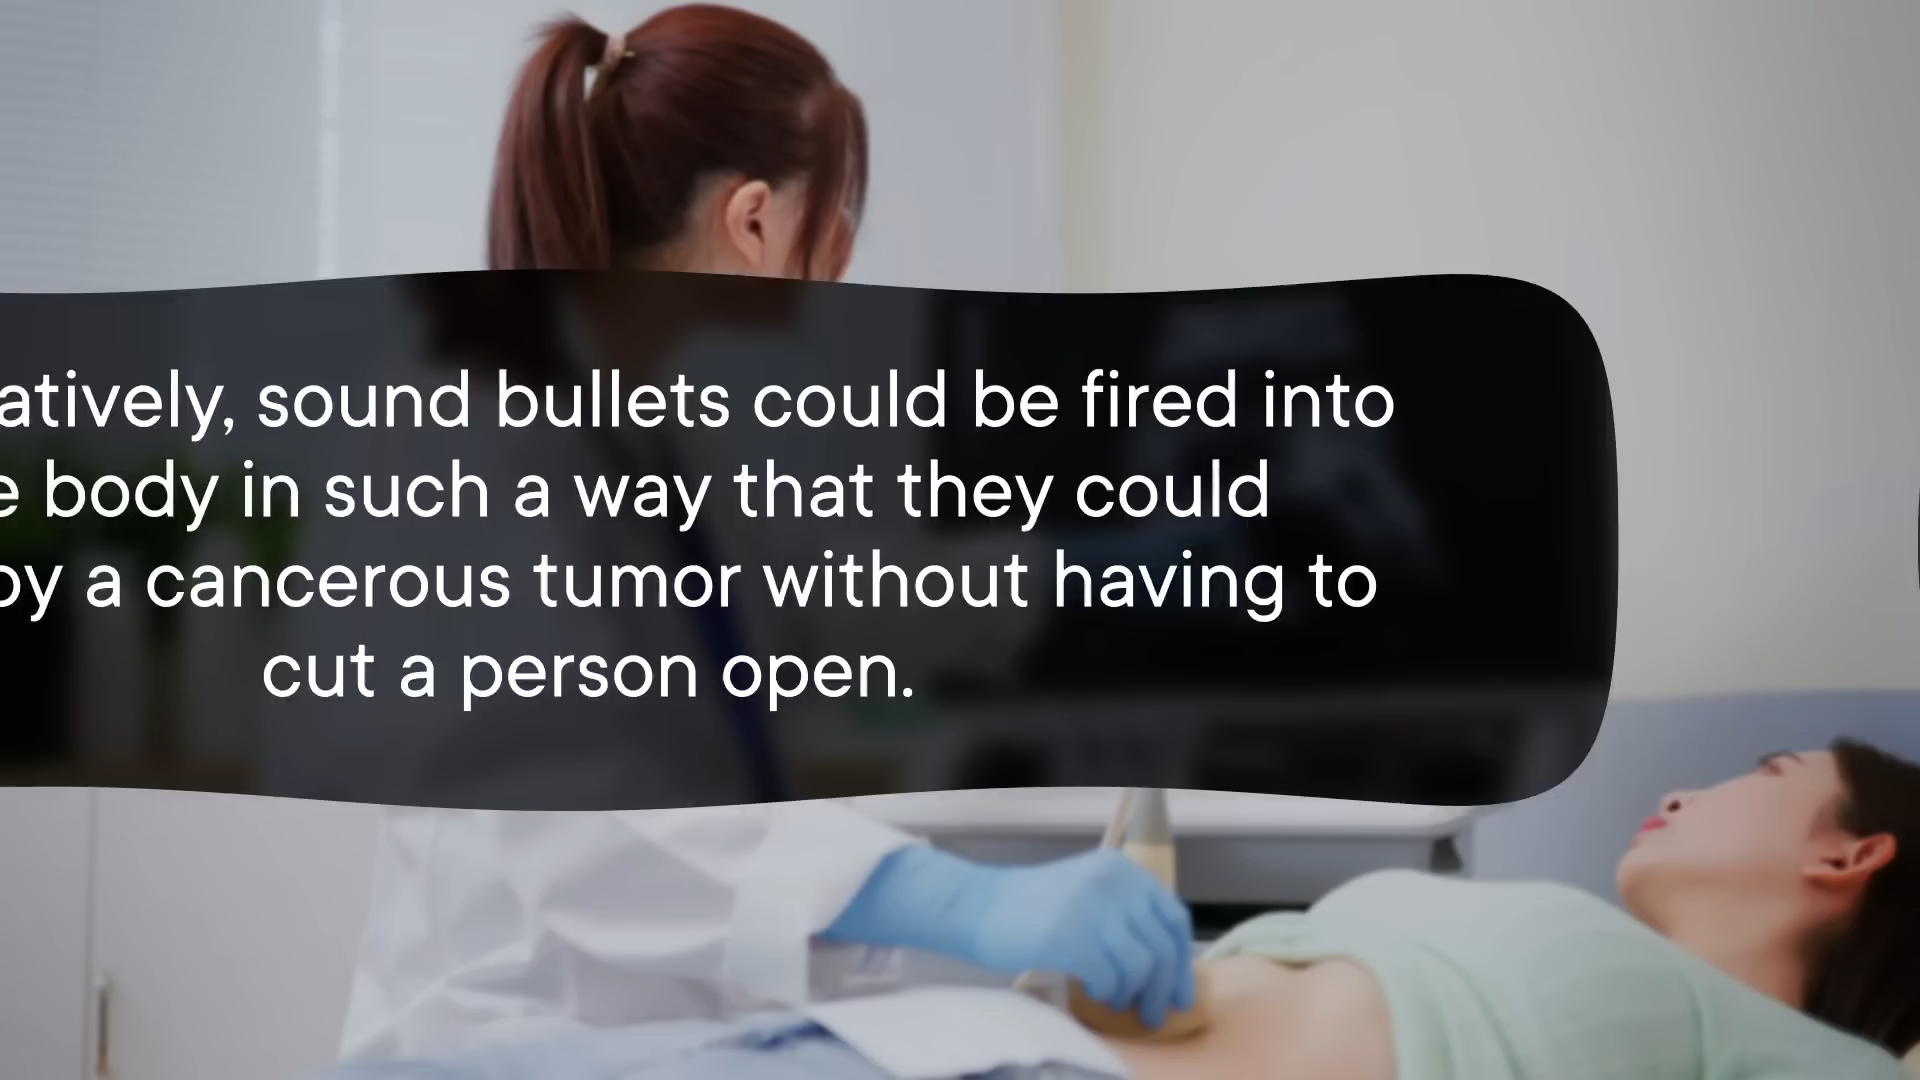 atively, sound bullets could be fired into
e body in such a way that they could
oy a cancerous tumor without having to
cut a person open.